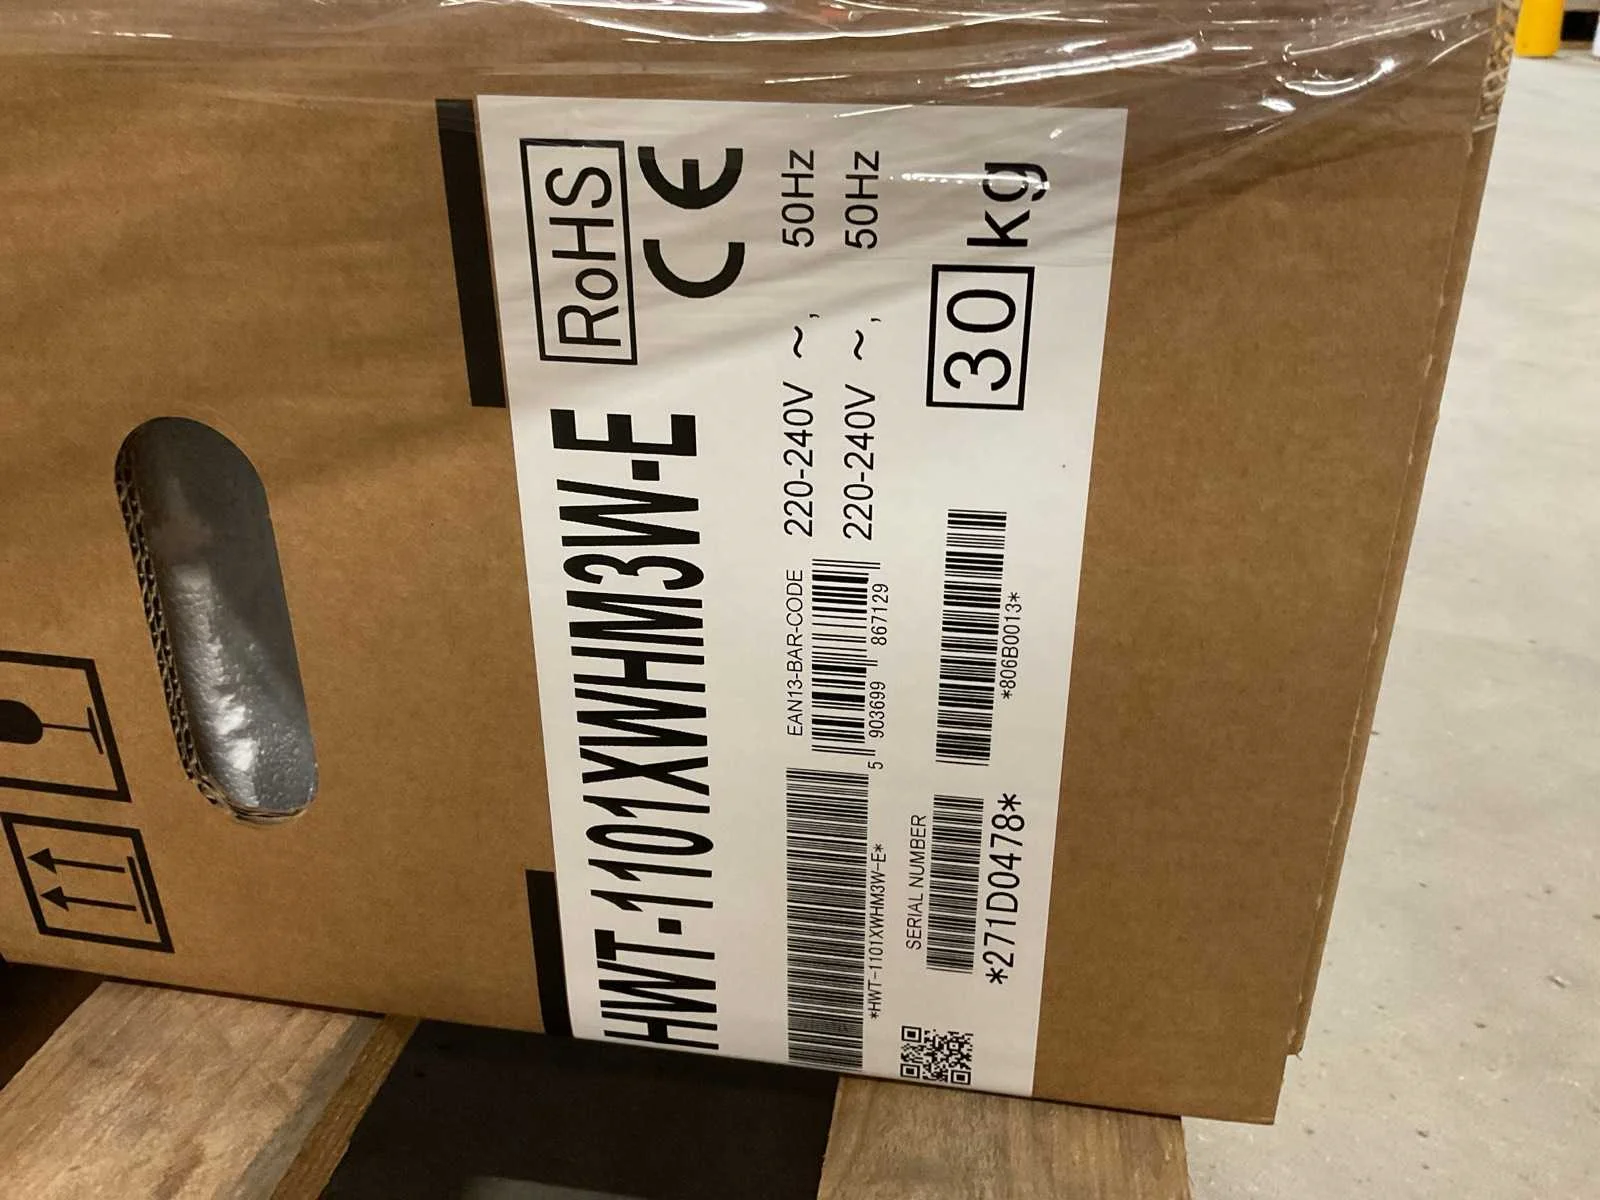 HWT-1101XWHM3W-E
RoHS
CE
EAN13-BAR-CODE
220-240V ~, 50Hz
220-240V ~, 50Hz
*HWT-1101XWHM3W-E*
5 903699 867129
SERIAL NUMBER
*271D0478*
*806B0013*
30 kg